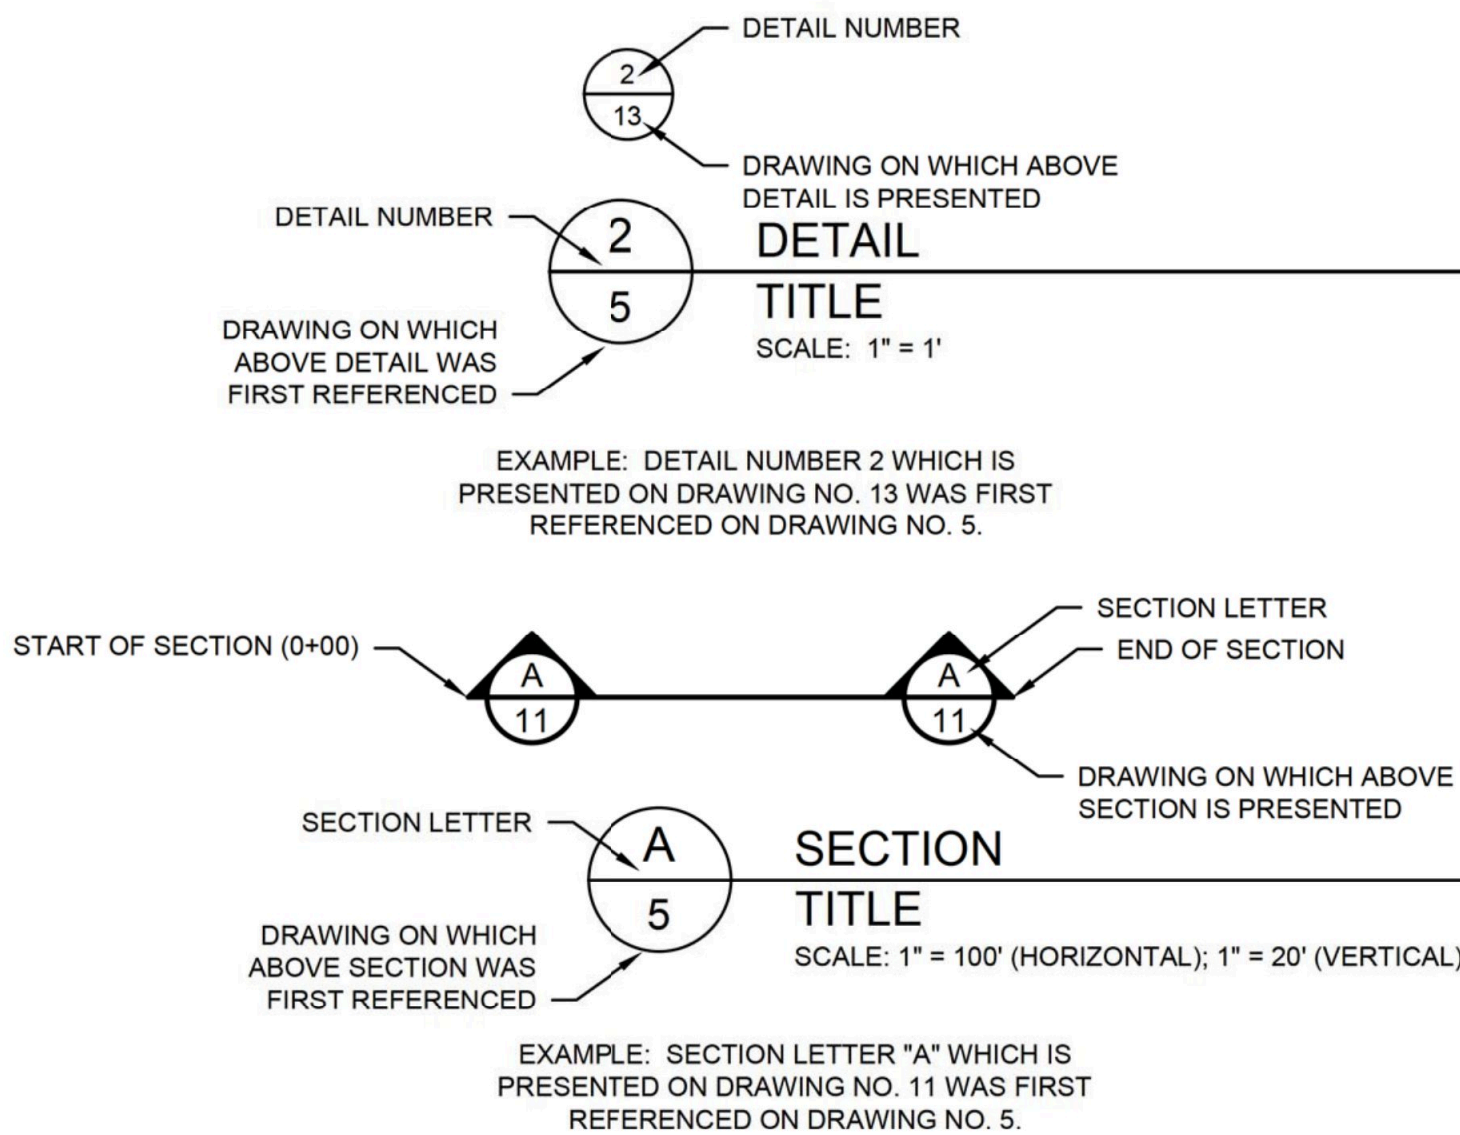 DETAIL NUMBER
2
13
DRAWING ON WHICH ABOVE
DETAIL IS PRESENTED
DETAIL NUMBER
2
5
DETAIL
TITLE
SCALE: 1" = 1'
DRAWING ON WHICH
ABOVE DETAIL WAS
FIRST REFERENCED
EXAMPLE: DETAIL NUMBER 2 WHICH IS
PRESENTED ON DRAWING NO. 13 WAS FIRST
REFERENCED ON DRAWING NO. 5.
START OF SECTION (0+00)
A
11
A
11
SECTION LETTER
END OF SECTION
DRAWING ON WHICH ABOVE
SECTION IS PRESENTED
SECTION LETTER
A
5
SECTION
TITLE
SCALE: 1" = 100' (HORIZONTAL); 1" = 20' (VERTICAL)
DRAWING ON WHICH
ABOVE SECTION WAS
FIRST REFERENCED
EXAMPLE: SECTION LETTER "A" WHICH IS
PRESENTED ON DRAWING NO. 11 WAS FIRST
REFERENCED ON DRAWING NO. 5.